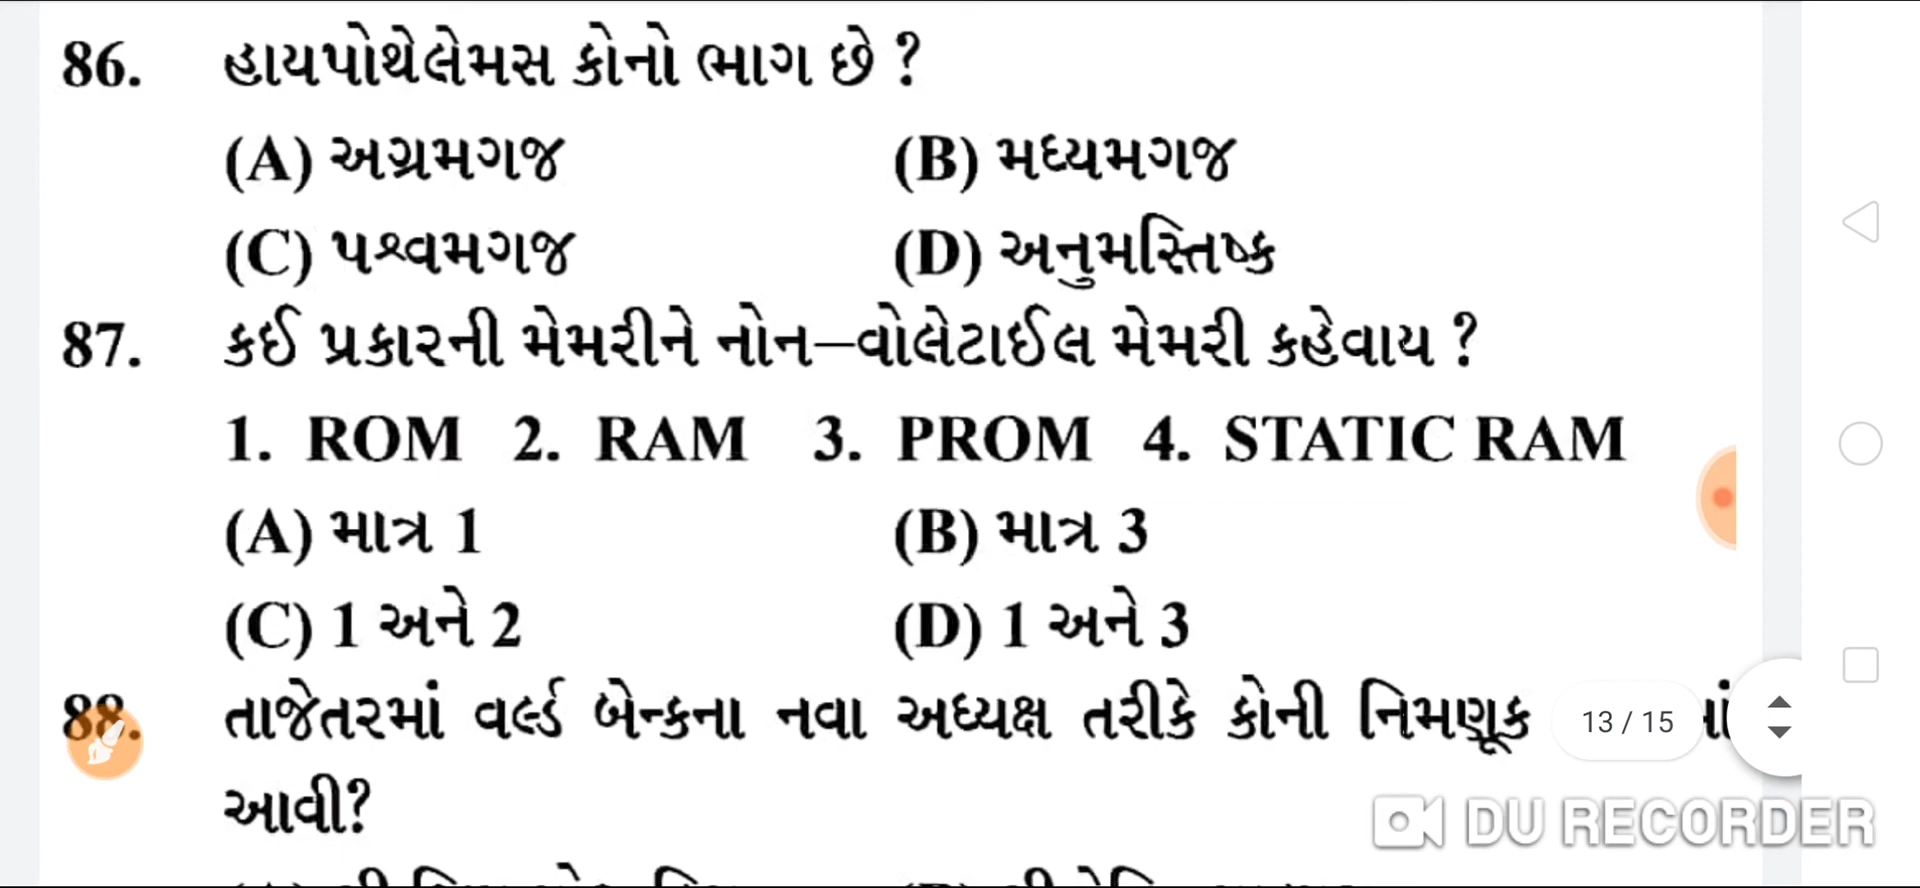 86. હાયપોથેલેમસ કોનો ભાગ છે ?
(A) અગ્રમગજ (B) મધ્યમગજ
(C) પશ્વમગજ (D) અનુમસ્તિષ્ક
87. કઈ પ્રકારની મેમરીને નોન–વોલેટાઈલ મેમરી કહેવાય ?
1. ROM 2. RAM 3. PROM 4. STATIC RAM
(A) માત્ર 1 (B) માત્ર 3
(C) 1 અને 2 (D) 1 અને 3
88. તાજેતરમાં વર્લ્ડ બેન્કના નવા અધ્યક્ષ તરીકે કોની નિમણૂક
13 / 15
આવી?
DU RECORDER